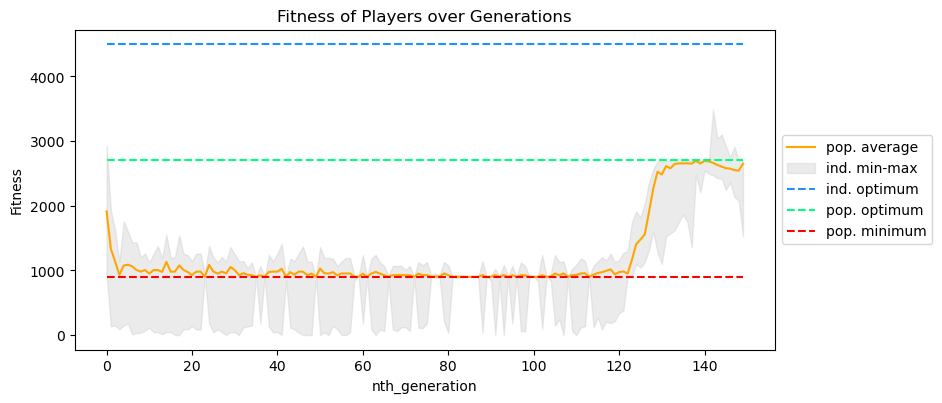 Fitness of Players over Generations
Fitness
4000
3000
2000
1000
0
0 20 40 60 80 100 120 140
nth_generation
pop. average
ind. min-max
ind. optimum
pop. optimum
pop. minimum